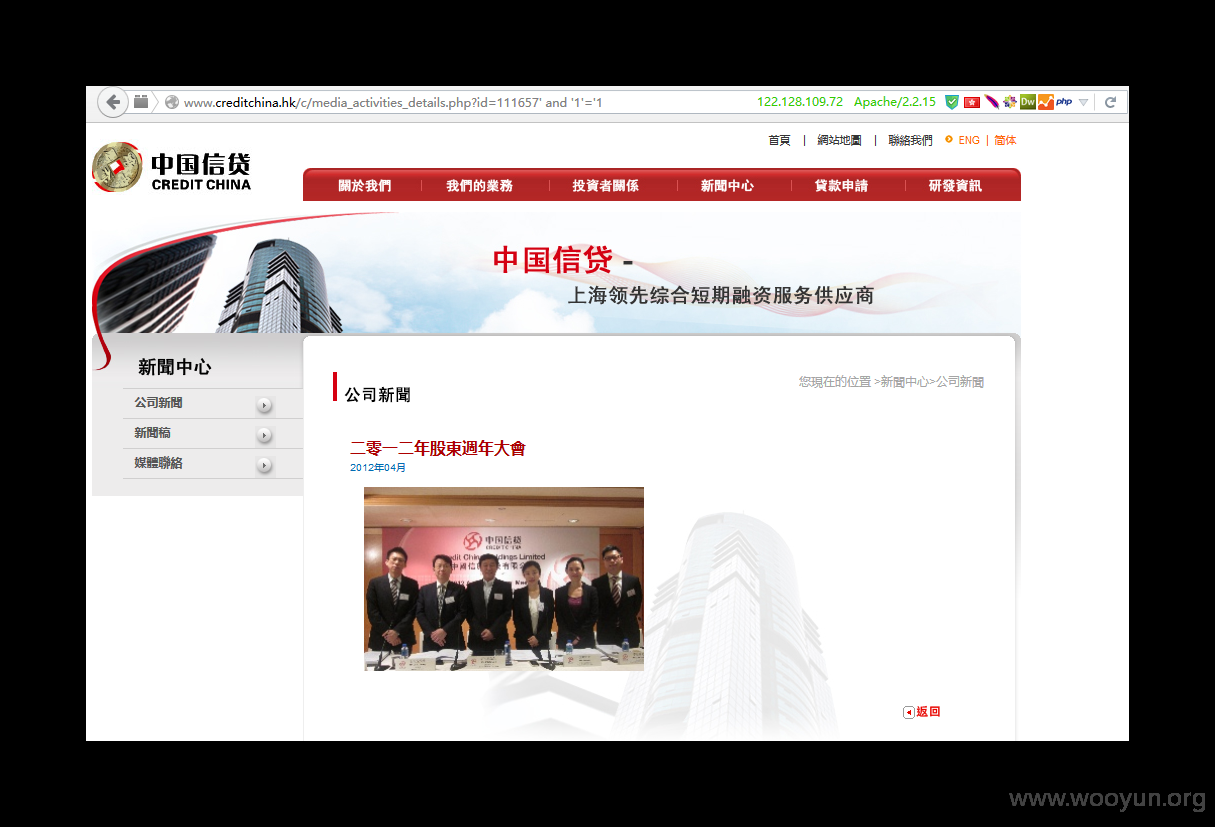 www.creditchina.hk/c/media_activities_details.php?id=111657' and '1'='1
122.128.109.72 Apache/2.2.15
Dw
php
首頁 | 網站地圖 | 聯絡我們 ENG | 简体
中国信贷
CREDIT CHINA
關於我們 我們的業務 投資者關係 新聞中心 貸款申請 研發資訊
中国信贷 -
上海领先综合短期融资服务供应商
新聞中心
公司新聞
新聞稿
媒體聯絡
您現在的位置 >新聞中心>公司新聞
公司新聞
二零一二年股東週年大會
2012年04月
中国信贷
CREDIT CHINA
edit China Holdings Limited
返回
www.wooyun.org